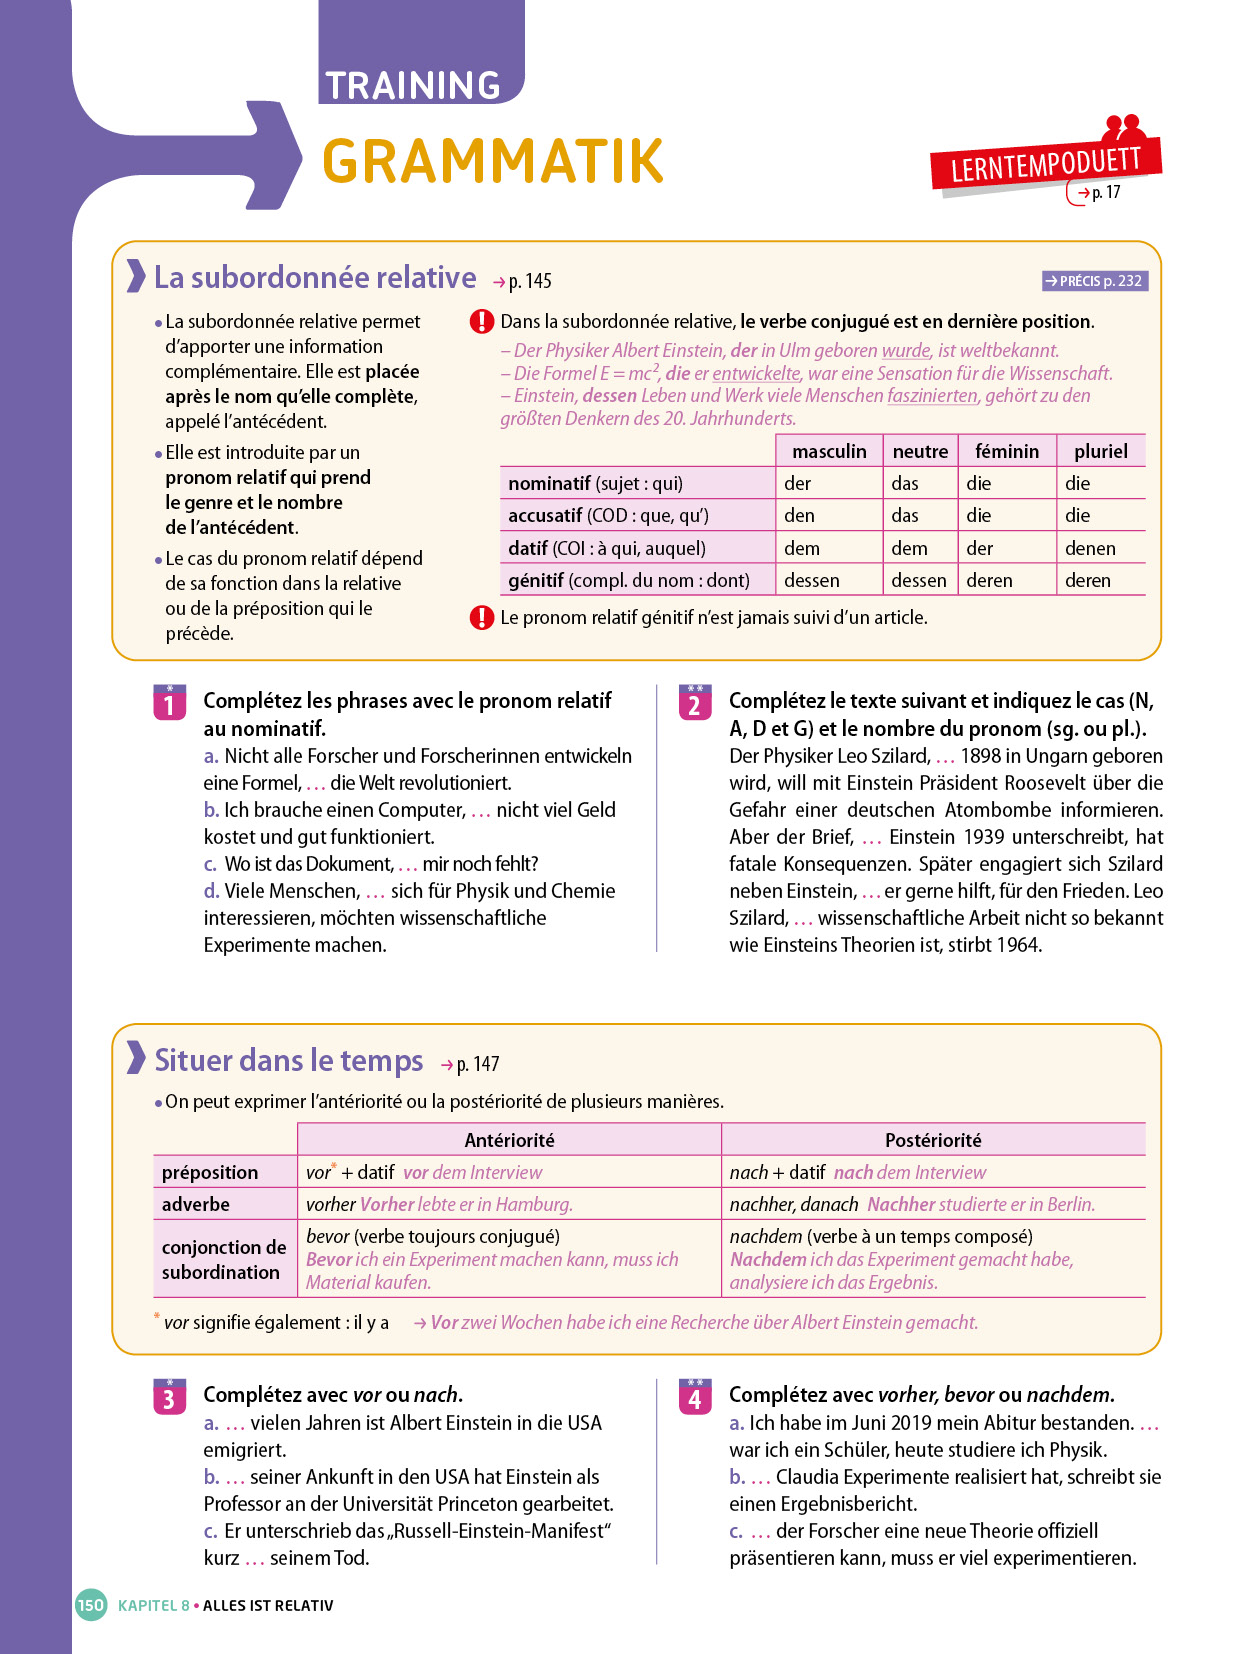 TRAINING
GRAMMATIK
LERNTEMPODUETT
→ p. 17
La subordonnée relative → p. 145
→ PRÉCIS p. 232
• La subordonnée relative permet
d’apporter une information
complémentaire. Elle est placée
après le nom qu’elle complète,
appelé l’antécédent.
• Elle est introduite par un
pronom relatif qui prend
le genre et le nombre
de l’antécédent.
• Le cas du pronom relatif dépend
de sa fonction dans la relative
ou de la préposition qui le
précède.
! Dans la subordonnée relative, le verbe conjugué est en dernière position.
– Der Physiker Albert Einstein, der in Ulm geboren wurde, ist weltbekannt.
– Die Formel E = mc², die er entwickelte, war eine Sensation für die Wissenschaft.
– Einstein, dessen Leben und Werk viele Menschen faszinierten, gehört zu den
größten Denkern des 20. Jahrhunderts.
masculin neutre féminin pluriel
nominatif (sujet : qui) der das die die
accusatif (COD : que, qu’) den das die die
datif (COI : à qui, auquel) dem dem der denen
génitif (compl. du nom : dont) dessen dessen deren deren
! Le pronom relatif génitif n’est jamais suivi d’un article.
*
1 Complétez les phrases avec le pronom relatif
au nominatif.
a. Nicht alle Forscher und Forscherinnen entwickeln
eine Formel, … die Welt revolutioniert.
b. Ich brauche einen Computer, … nicht viel Geld
kostet und gut funktioniert.
c. Wo ist das Dokument, … mir noch fehlt?
d. Viele Menschen, … sich für Physik und Chemie
interessieren, möchten wissenschaftliche
Experimente machen.
**
2 Complétez le texte suivant et indiquez le cas (N,
A, D et G) et le nombre du pronom (sg. ou pl.).
Der Physiker Leo Szilard, … 1898 in Ungarn geboren
wird, will mit Einstein Präsident Roosevelt über die
Gefahr einer deutschen Atombombe informieren.
Aber der Brief, … Einstein 1939 unterschreibt, hat
fatale Konsequenzen. Später engagiert sich Szilard
neben Einstein, … er gerne hilft, für den Frieden. Leo
Szilard, … wissenschaftliche Arbeit nicht so bekannt
wie Einsteins Theorien ist, stirbt 1964.
Situer dans le temps → p. 147
• On peut exprimer l’antériorité ou la postériorité de plusieurs manières.
Antériorité Postériorité
préposition vor* + datif vor dem Interview nach + datif nach dem Interview
adverbe vorher Vorher lebte er in Hamburg. nachher, danach Nachher studierte er in Berlin.
conjonction de
subordination
bevor (verbe toujours conjugué)
Bevor ich ein Experiment machen kann, muss ich
Material kaufen.
nachdem (verbe à un temps composé)
Nachdem ich das Experiment gemacht habe,
analysiere ich das Ergebnis.
* vor signifie également : il y a → Vor zwei Wochen habe ich eine Recherche über Albert Einstein gemacht.
*
3 Complétez avec vor ou nach.
a. … vielen Jahren ist Albert Einstein in die USA
emigriert.
b. … seiner Ankunft in den USA hat Einstein als
Professor an der Universität Princeton gearbeitet.
c. Er unterschrieb das „Russell-Einstein-Manifest“
kurz … seinem Tod.
**
4 Complétez avec vorher, bevor ou nachdem.
a. Ich habe im Juni 2019 mein Abitur bestanden. …
war ich ein Schüler, heute studiere ich Physik.
b. … Claudia Experimente realisiert hat, schreibt sie
einen Ergebnisbericht.
c. … der Forscher eine neue Theorie offiziell
präsentieren kann, muss er viel experimentieren.
150 KAPITEL 8 • ALLES IST RELATIV